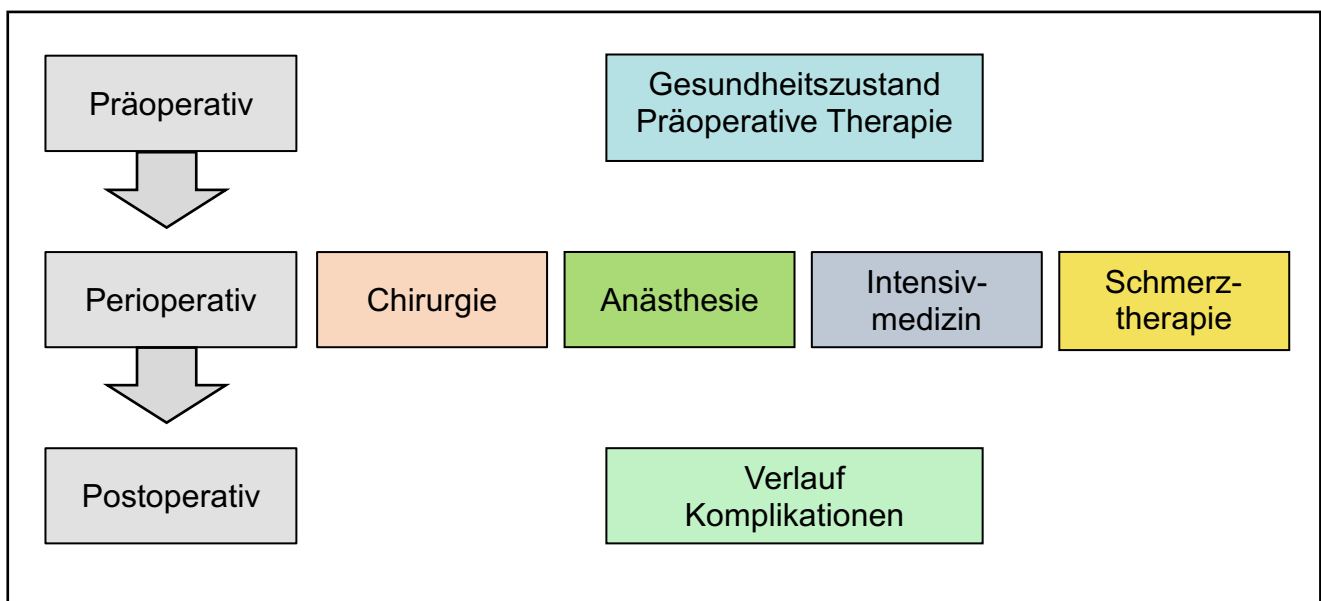 Präoperativ
Gesundheitszustand
Präoperative Therapie
Perioperativ
Chirurgie
Anästhesie
Intensiv-
medizin
Schmerz-
therapie
Postoperativ
Verlauf
Komplikationen